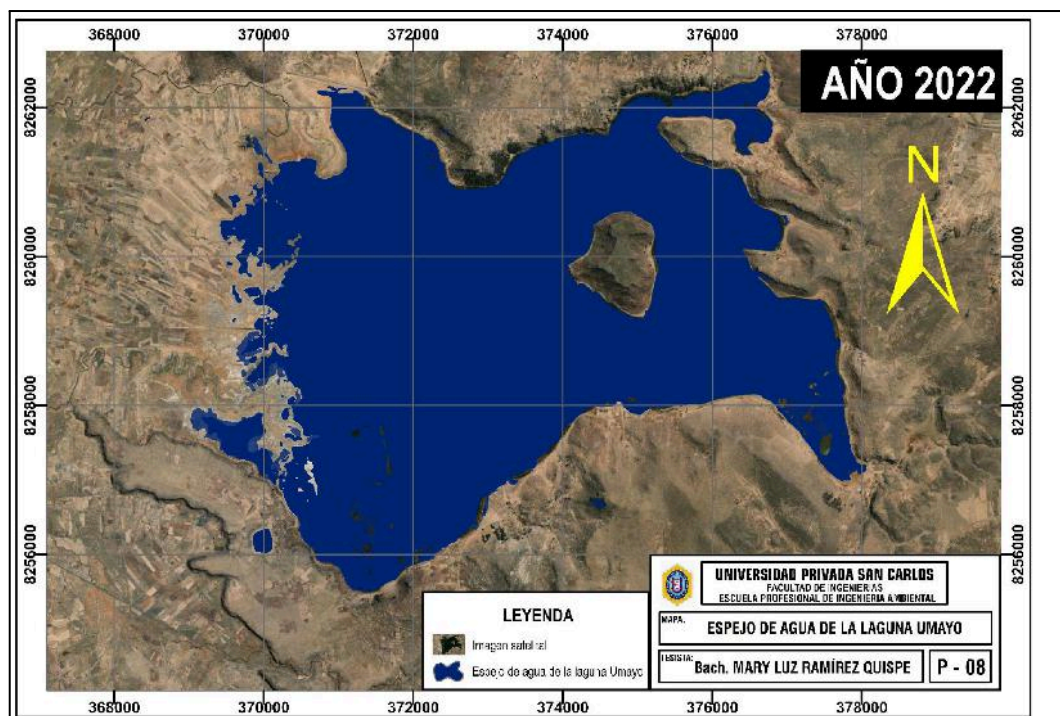 368000 370000 372000 374000 376000 378000
AÑO 2022
8262000 8262000
N
8260000 8260000
8258000 8258000
8256000 8256000
LEYENDA
Imagen satelital
Espejo de agua de la laguna Umayo
UNIVERSIDAD PRIVADA SAN CARLOS
FACULTAD DE INGENIERIAS
ESCUELA PROFESIONAL DE INGENIERIA AMBIENTAL
MAPA: ESPEJO DE AGUA DE LA LAGUNA UMAYO
TESISTA: Bach. MARY LUZ RAMÍREZ QUISPE P - 08
368000 370000 372000 374000 376000 378000